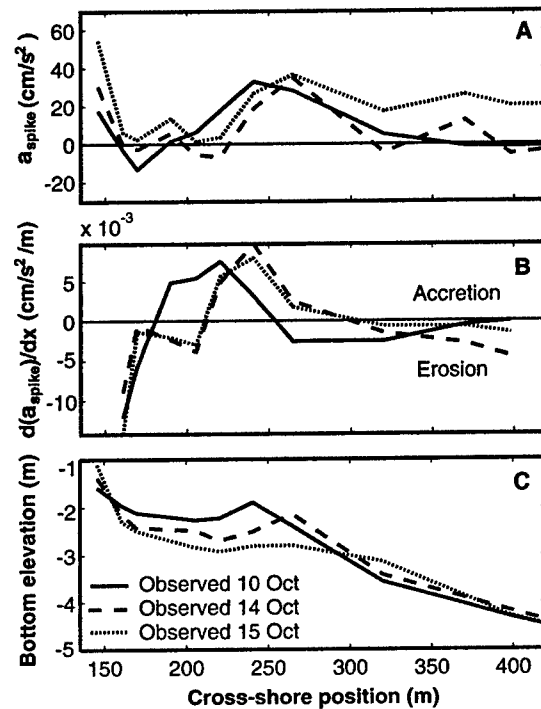 A
a_spike (cm/s²)
60
40
20
0
-20
x 10⁻³
B
d(a_spike)/dx (cm/s²/m)
5
0
-5
-10
Accretion
Erosion
C
Bottom elevation (m)
-1
-2
-3
-4
-5
Observed 10 Oct
Observed 14 Oct
Observed 15 Oct
150 200 250 300 350 400
Cross-shore position (m)